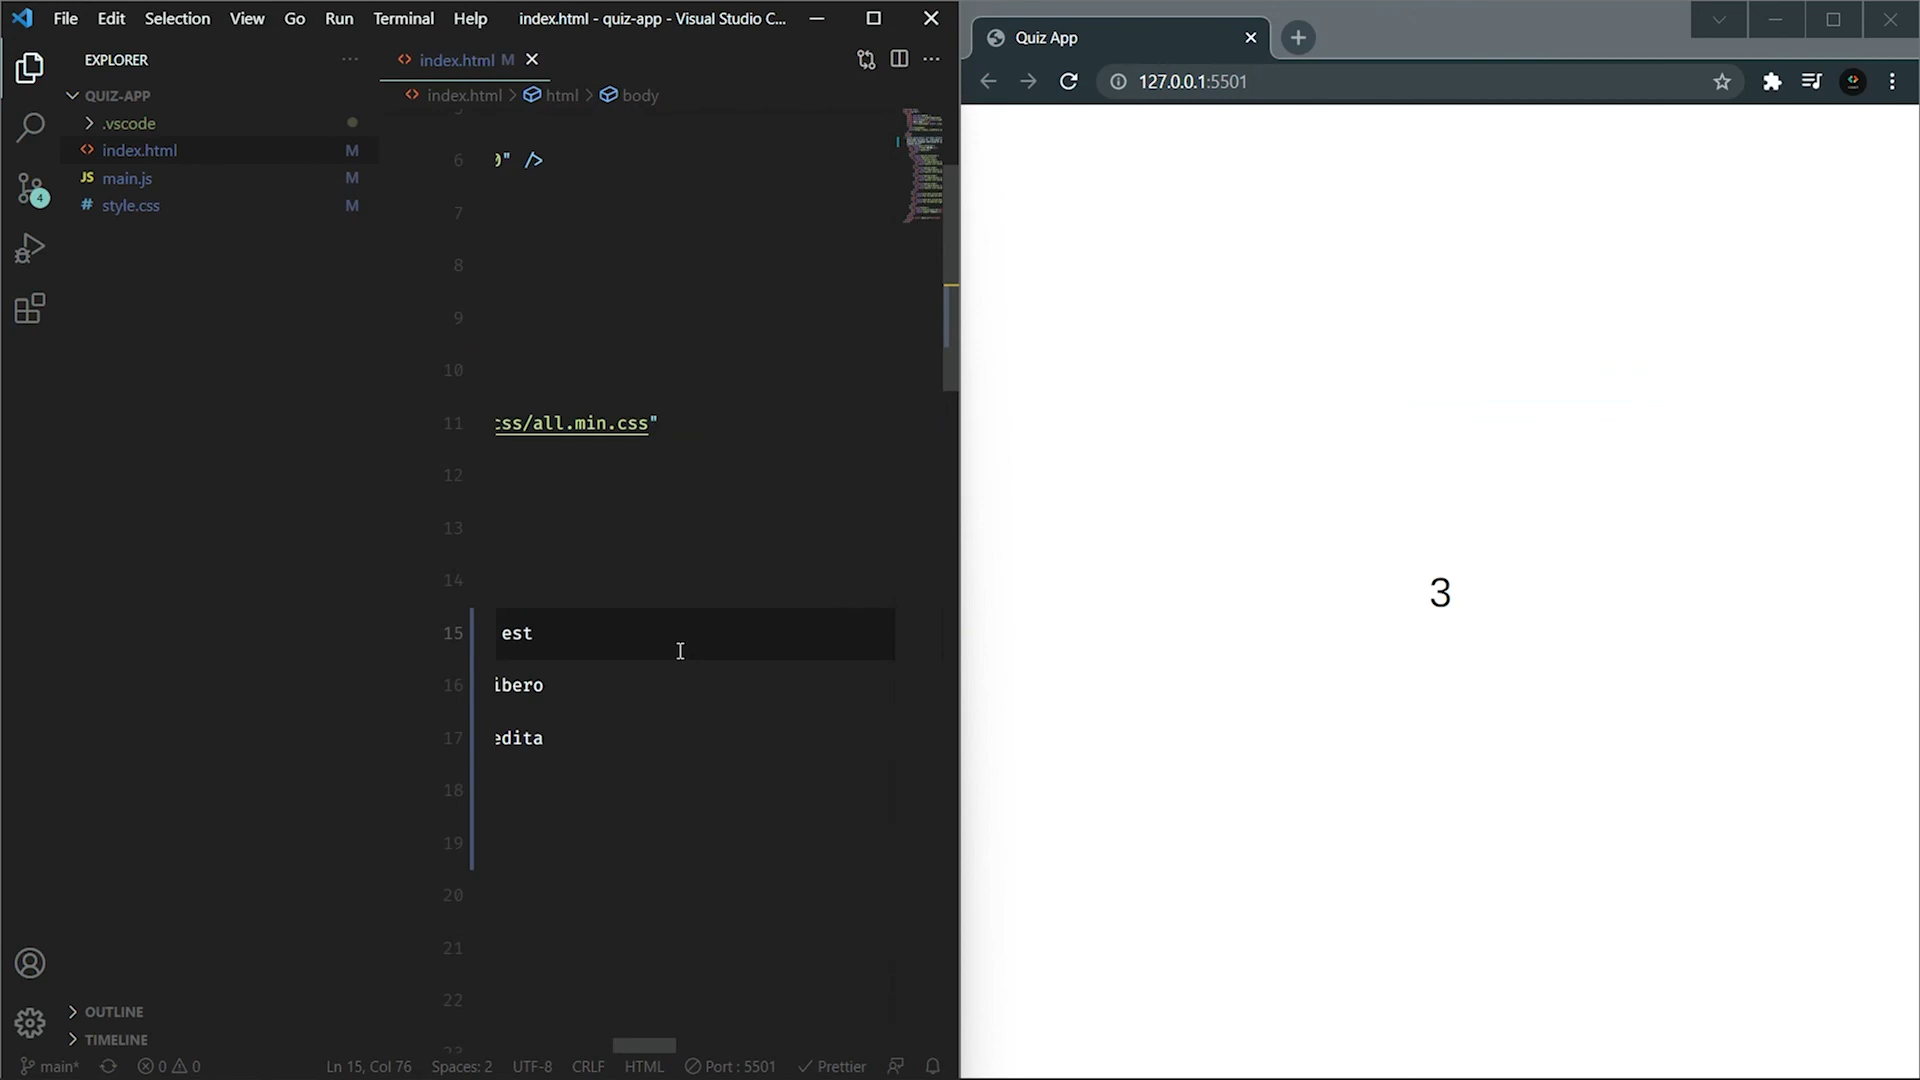 File Edit Selection View Go Run Terminal Help index.html - quiz-app - Visual Studio C...
EXPLORER
QUIZ-APP
.vscode
index.html M
JS main.js M
# style.css M
OUTLINE
TIMELINE
index.html M
index.html > html > body
6 0" />
7
8
9
10
11 css/all.min.css"
12
13
14
15 est
16 ibero
17 edita
18
19
20
21
22
4
main* 0 0 Ln 15, Col 76 Spaces: 2 UTF-8 CRLF HTML Port : 5501 Prettier
Quiz App
127.0.0.1:5501
3